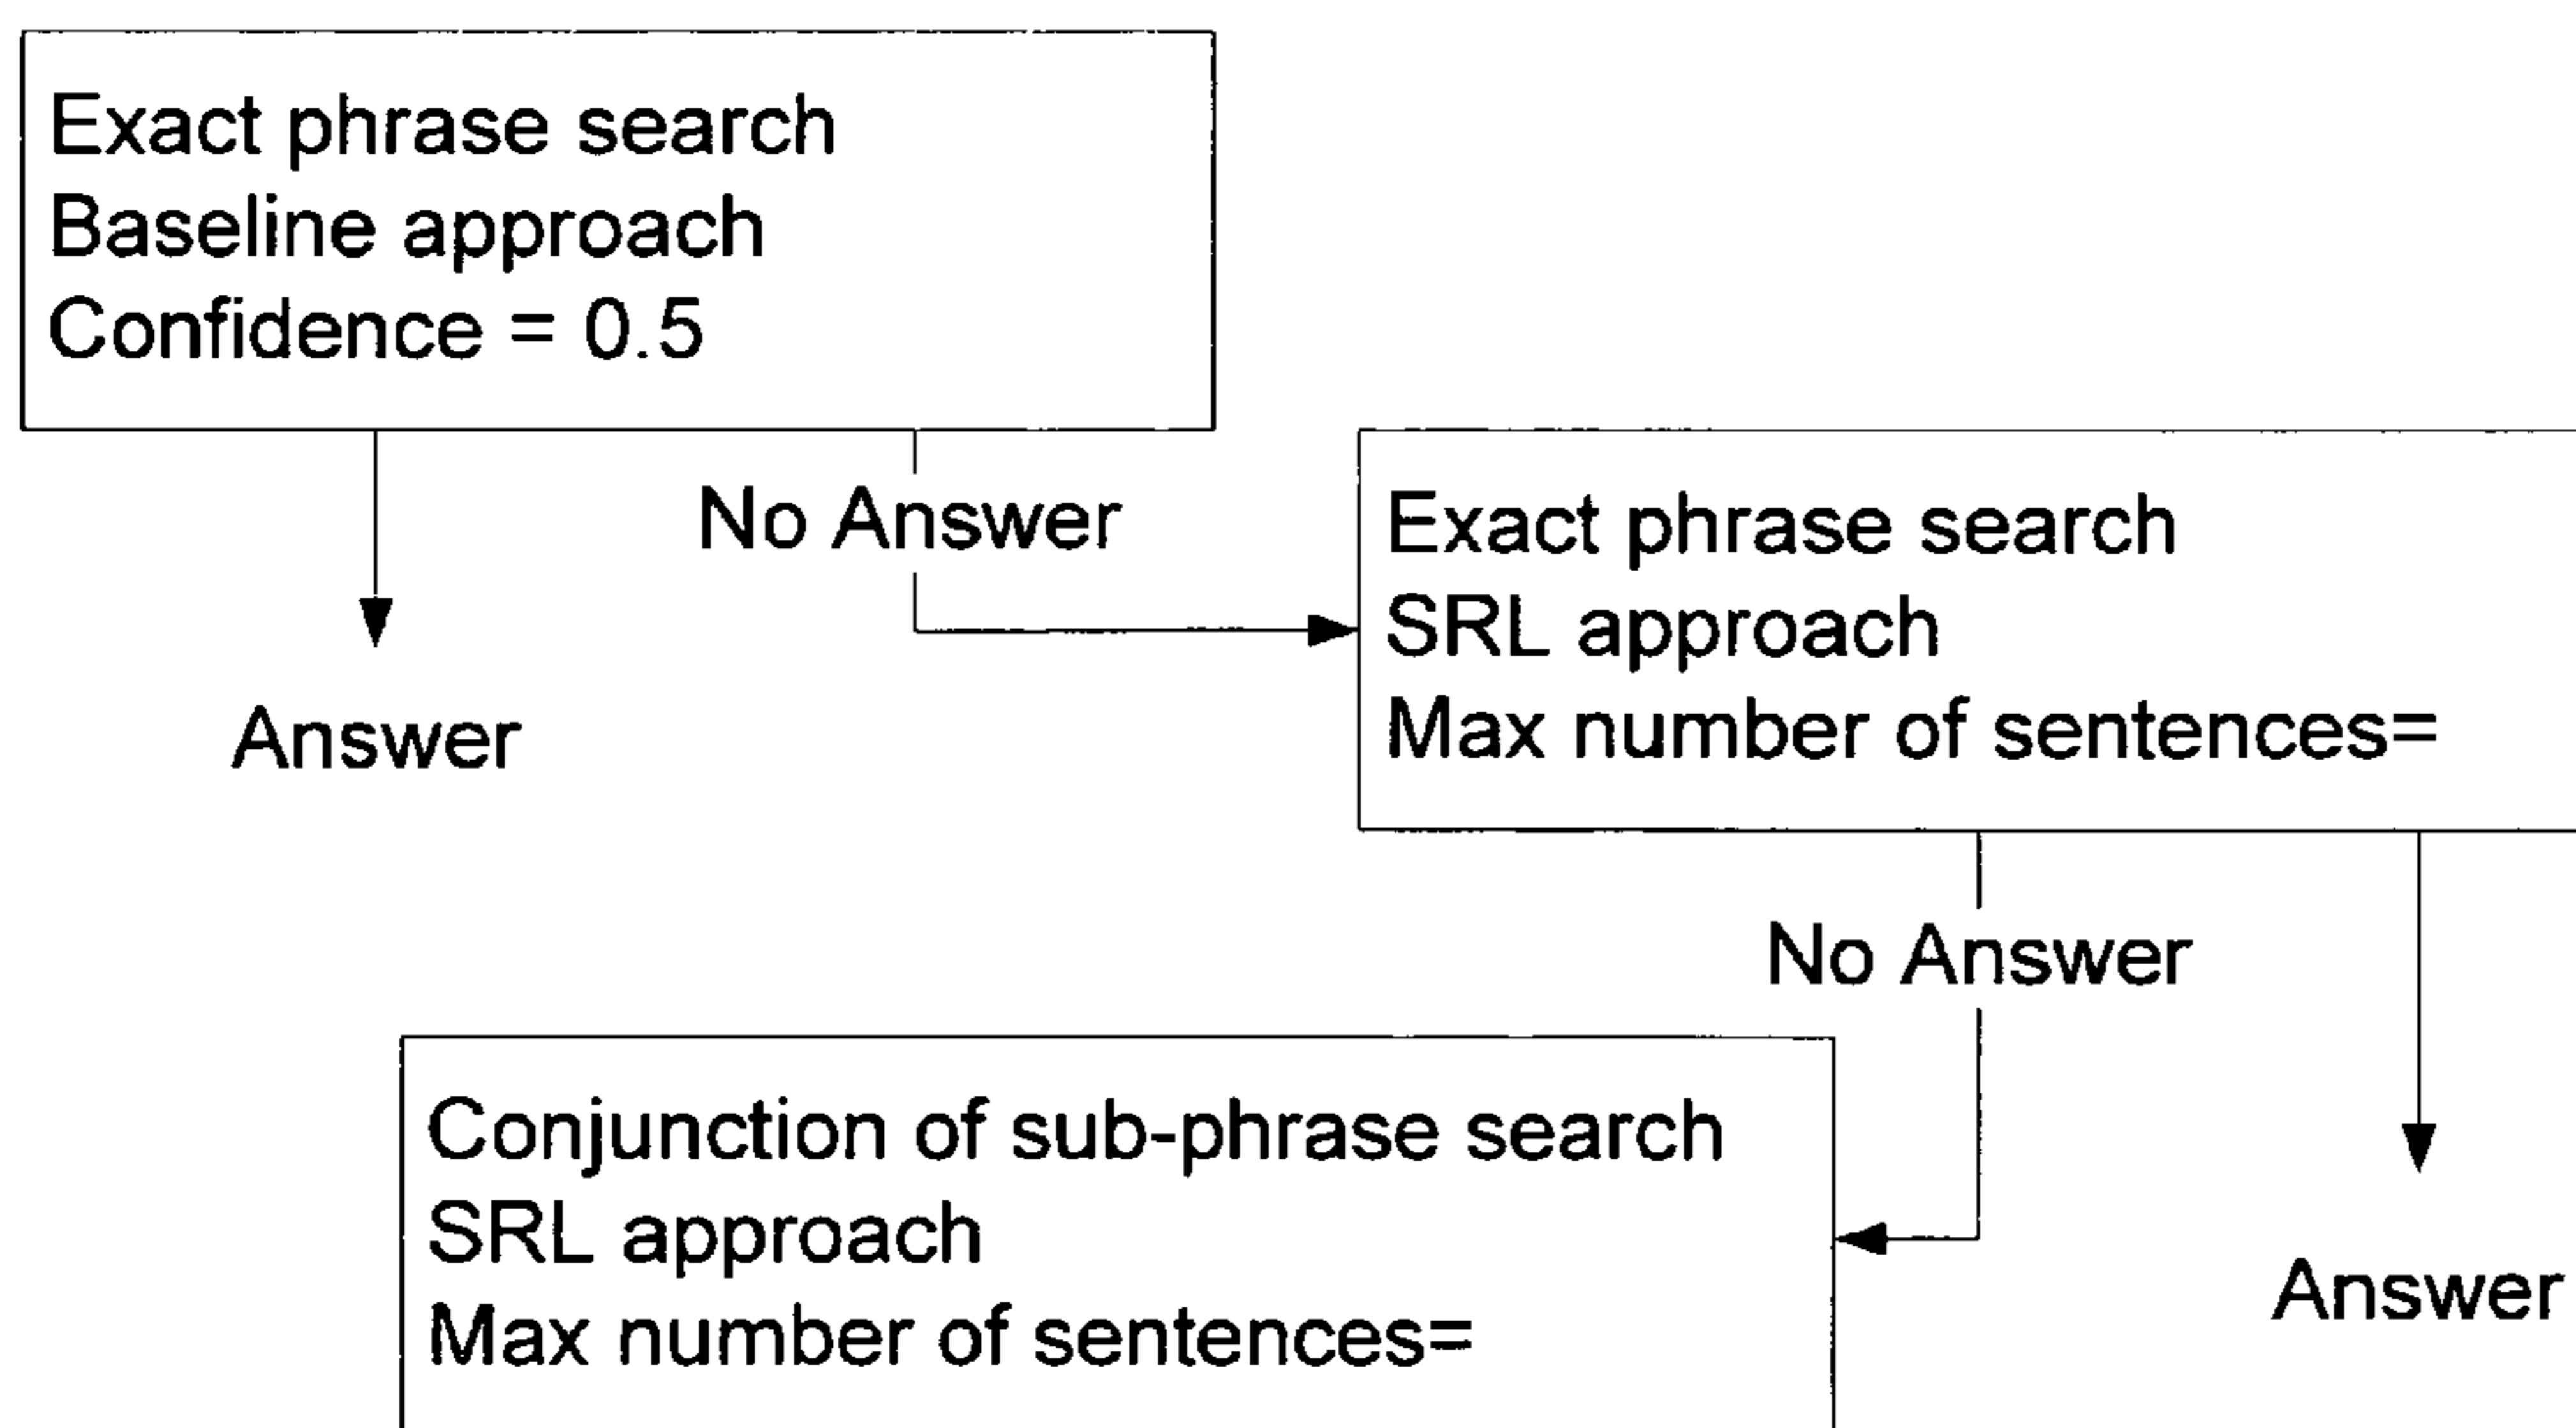 Exact phrase search
Baseline approach
Confidence = 0.5
No Answer
Answer
Exact phrase search
SRL approach
Max number of sentences=
No Answer
Answer
Conjunction of sub-phrase search
SRL approach
Max number of sentences=